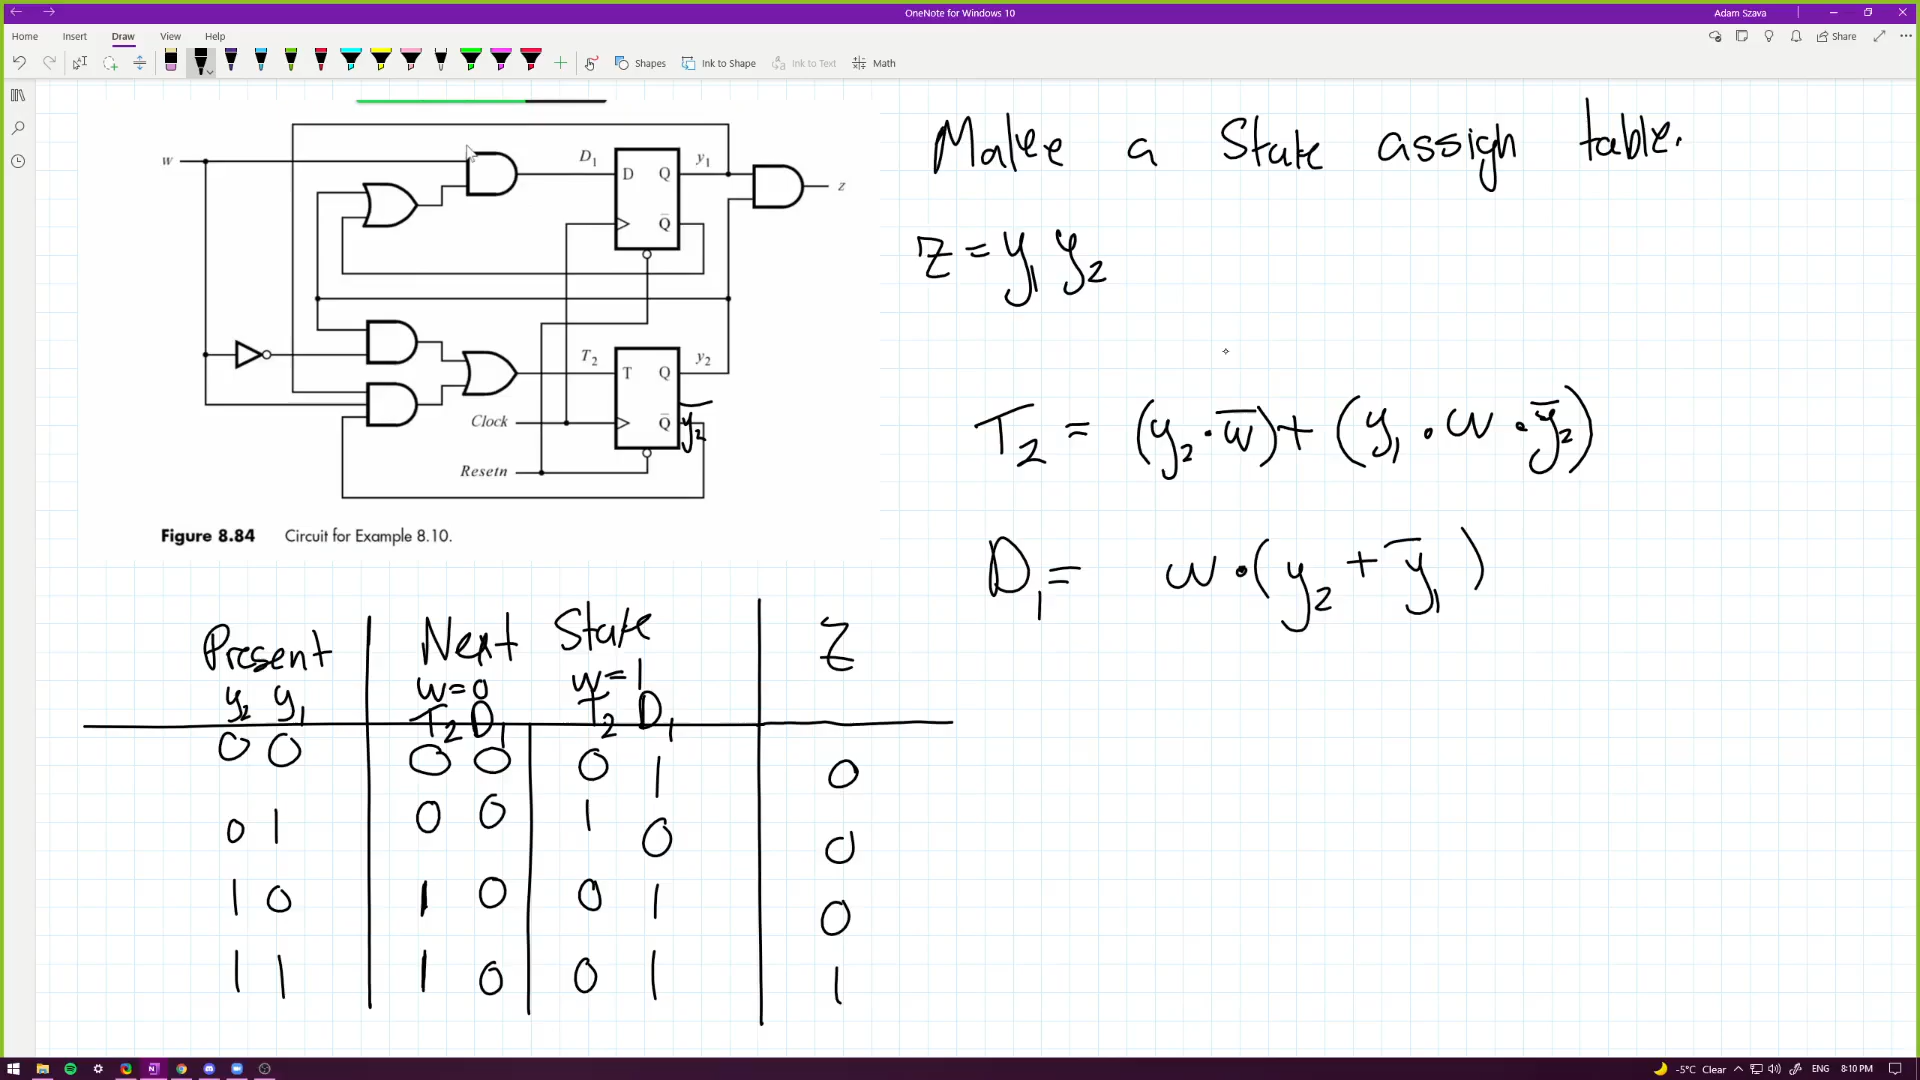 OneNote for Windows 10
Adam Szava
Home Insert Draw View Help
Share
Shapes Ink to Shape Ink to Text Math
Make a State assign table.
w D1 D Q y1 z
Q̅
z = y1 y2
T2 T Q y2
Clock Q̅ y̅2
Resetn
T2 = (y2 · w̅) + (y1 · w · y̅2)
Figure 8.84 Circuit for Example 8.10.
D1 = w · (y2 + y̅1)
Present Next State Z
w=0 w=1
y2 y1 T2 D1 T2 D1
0 0 0 0 0 1 0
0 1 0 0 1 0 0
1 0 1 0 0 1 0
1 1 1 0 0 1 1
-5°C Clear ENG 8:10 PM